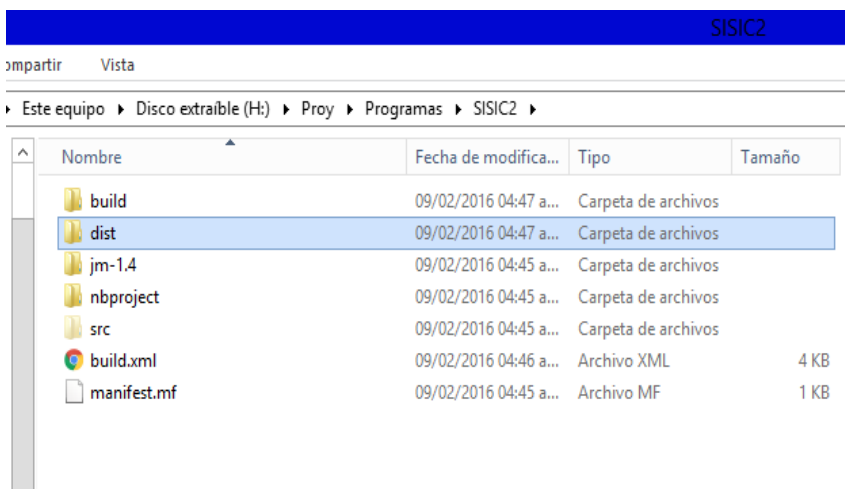 SISIC2
ompartir Vista
Este equipo Disco extraíble (H:) Proy Programas SISIC2
Nombre Fecha de modifica... Tipo Tamaño
build 09/02/2016 04:47 a... Carpeta de archivos
dist 09/02/2016 04:47 a... Carpeta de archivos
jm-1.4 09/02/2016 04:45 a... Carpeta de archivos
nbproject 09/02/2016 04:45 a... Carpeta de archivos
src 09/02/2016 04:45 a... Carpeta de archivos
build.xml 09/02/2016 04:46 a... Archivo XML 4 KB
manifest.mf 09/02/2016 04:45 a... Archivo MF 1 KB